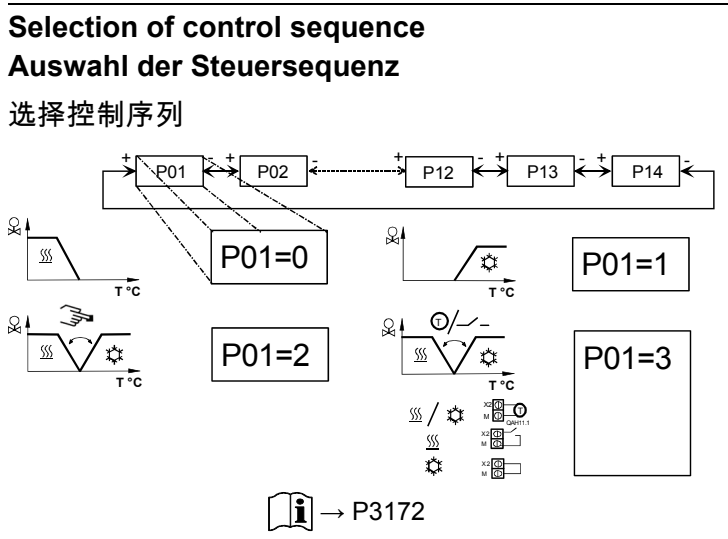 Selection of control sequence
Auswahl der Steuersequenz
选择控制序列
+ P01 - + P02 - + P12 - + P13 - + P14 -
P01=0
T °C
P01=1
T °C
P01=2
T °C
T
P01=3
T °C
X2 T
M QAH11.1
X2
M
X2
M
i → P3172